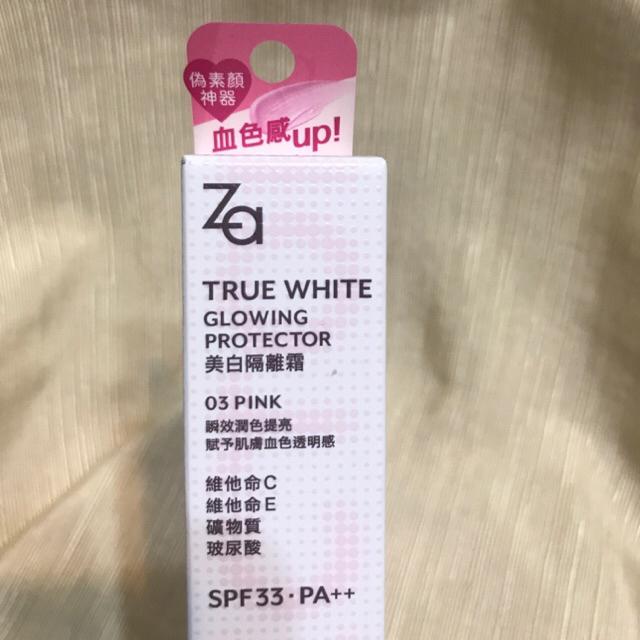 偽素顏
神器
血色感up!
Za
TRUE WHITE
GLOWING
PROTECTOR
美白隔離霜
03 PINK
瞬效潤色提亮
賦予肌膚血色透明感
維他命C
維他命E
礦物質
玻尿酸
SPF33·PA++